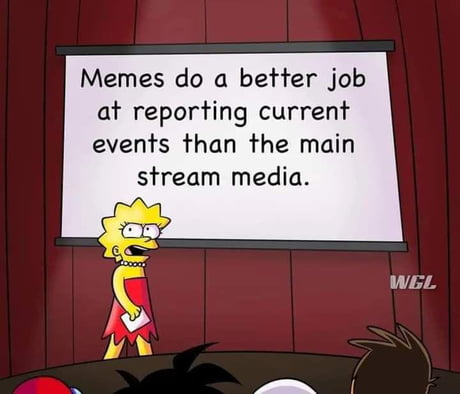 Memes do a better job
at reporting current
events than the main
stream media.
WGL